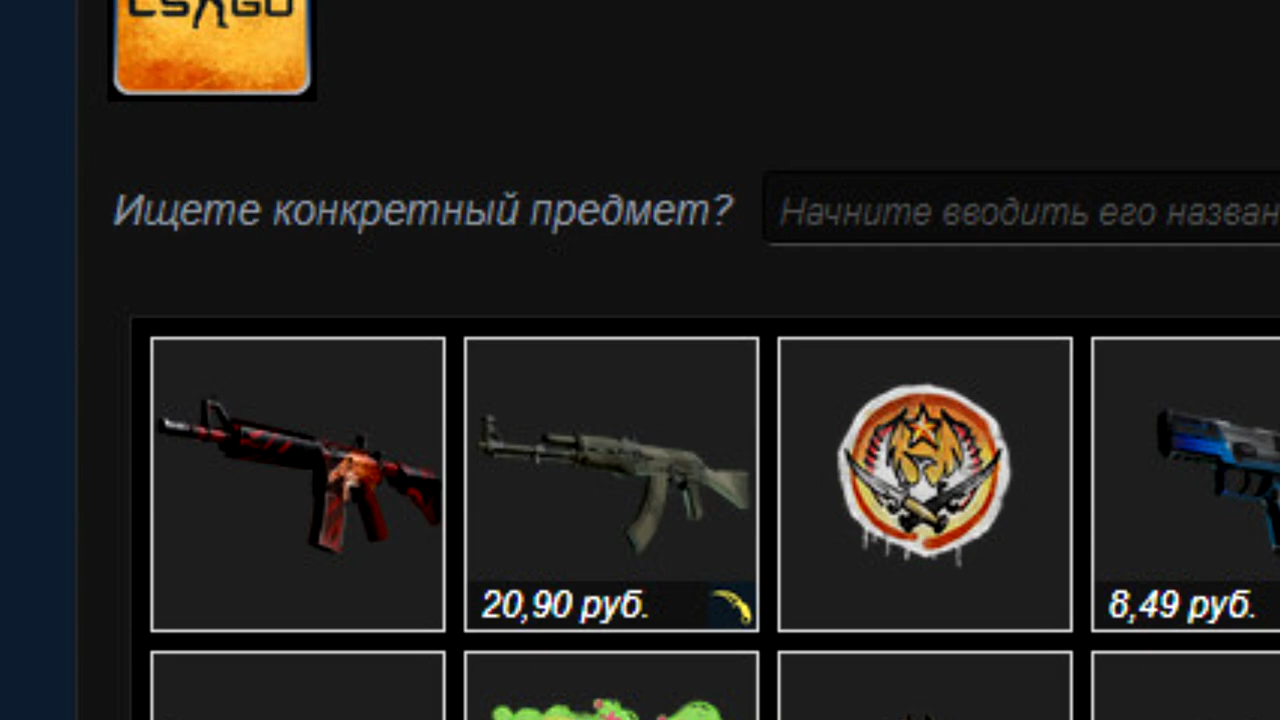 CS GO
Ищете конкретный предмет?
Начните вводить его назван
20,90 руб.
8,49 руб.